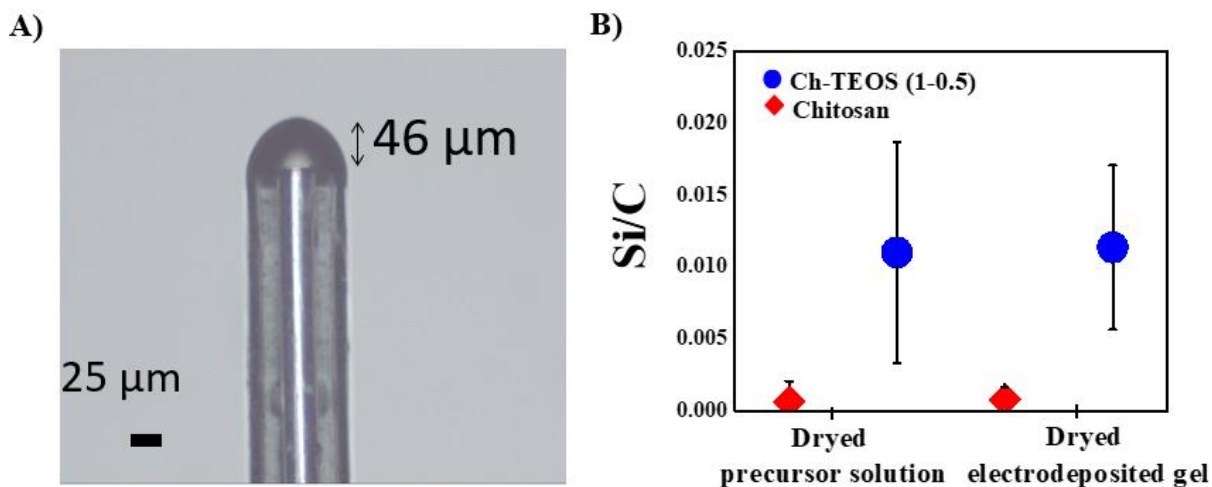 A)
46 µm
25 µm
B)
0.025
0.020
0.015
0.010
0.005
0.000
Si/C
Ch-TEOS (1-0.5)
Chitosan
Dryed
precursor solution
Dryed
electrodeposited gel